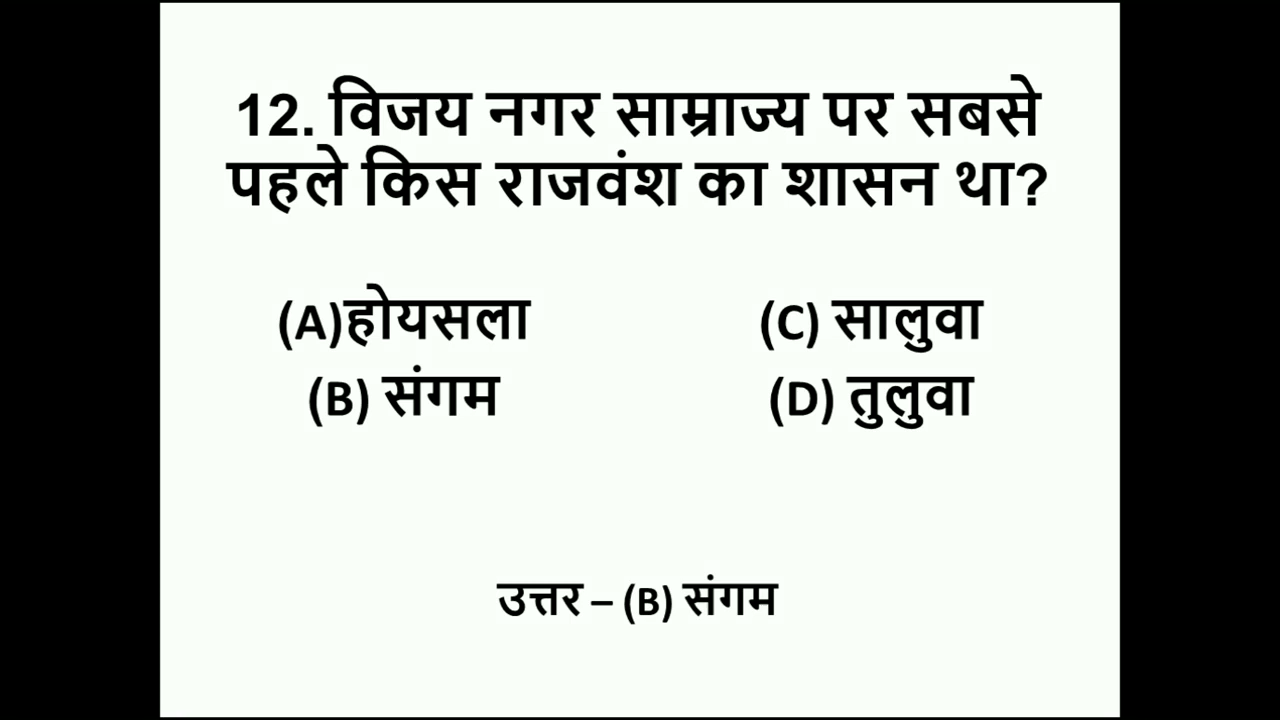 12. विजय नगर साम्राज्य पर सबसे
पहले किस राजवंश का शासन था?
(A)होयसला
(B) संगम
(C) सालुवा
(D) तुलुवा
उत्तर – (B) संगम